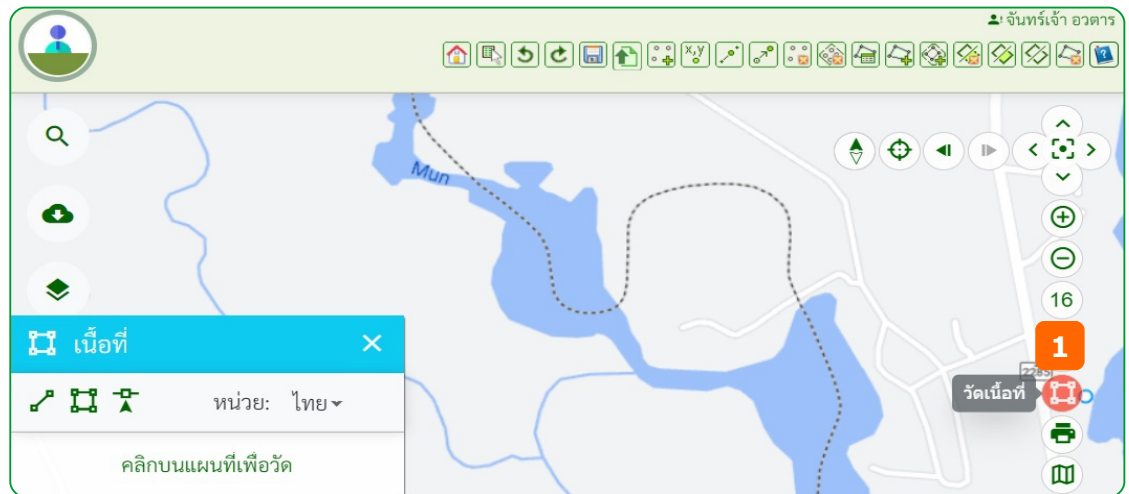 จันทร์เจ้า อวตาร
x,y
Mun
16
1
วัดเนื้อที่
เนื้อที่
หน่วย: ไทย
คลิกบนแผนที่เพื่อวัด